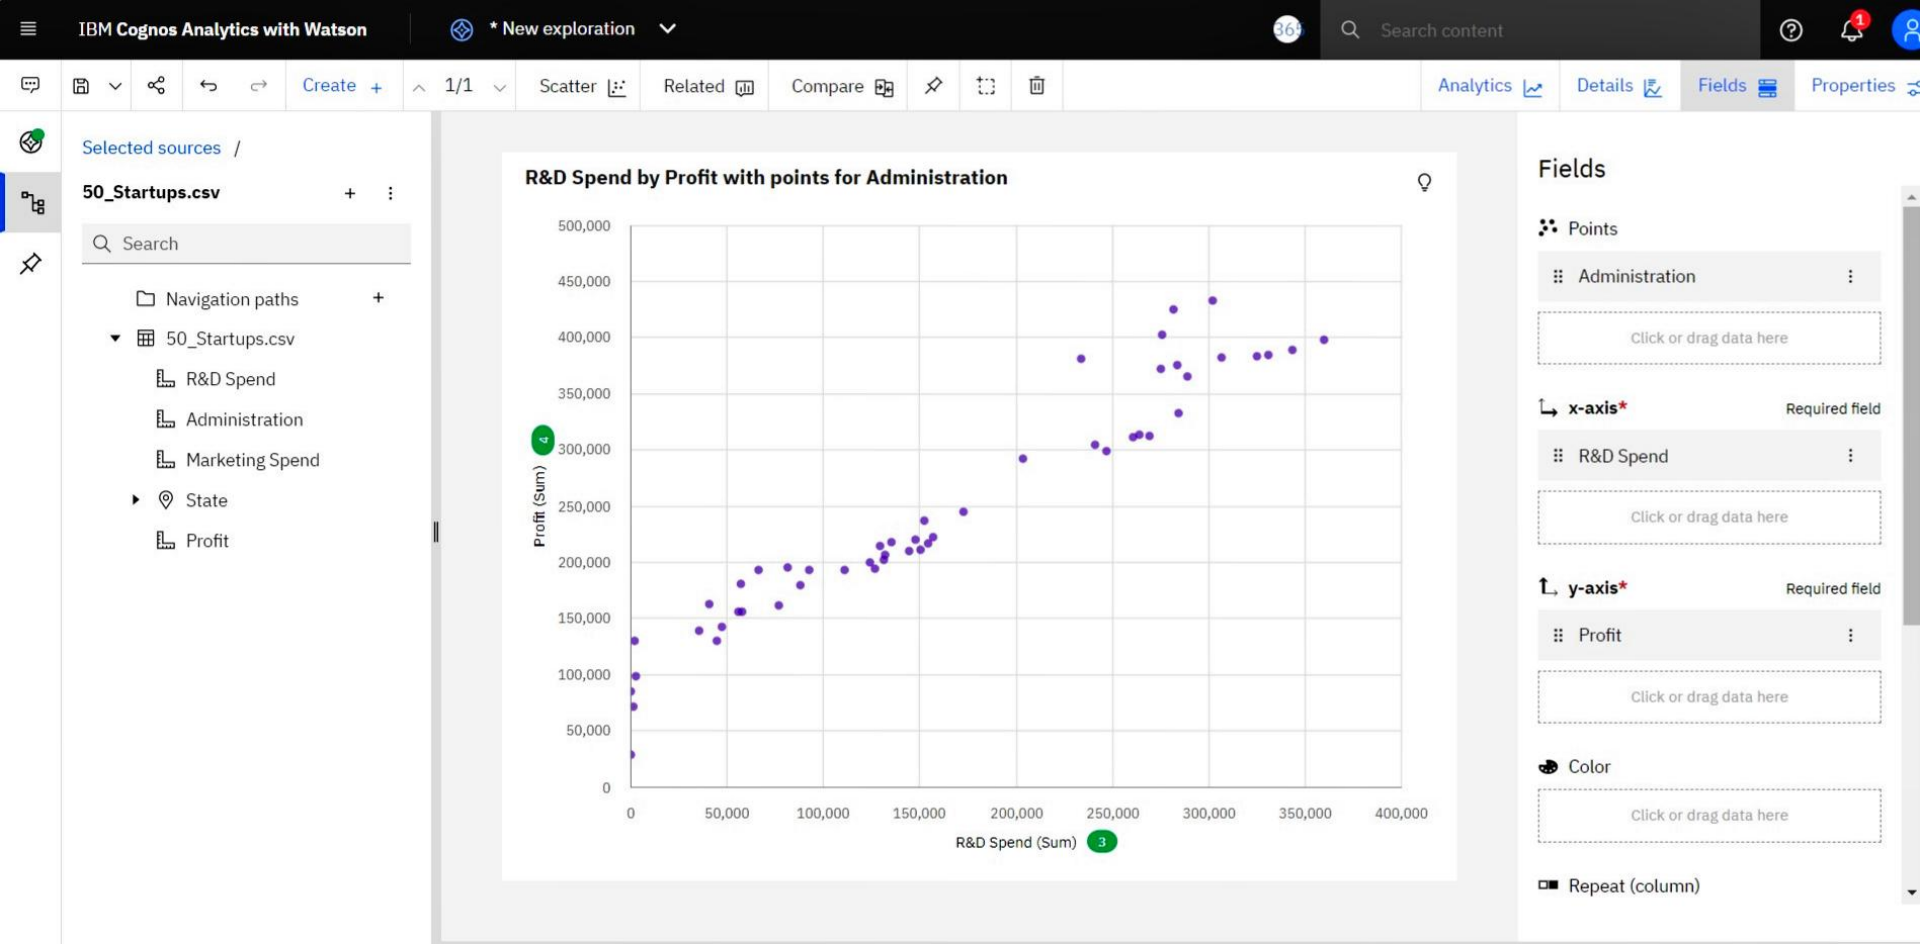 IBM Cognos Analytics with Watson
* New exploration
365
Search content
1
Create +
1/1
Scatter
Related
Compare
Analytics
Details
Fields
Properties
Selected sources /
50_Startups.csv
Search
Navigation paths
50_Startups.csv
R&D Spend
Administration
Marketing Spend
State
Profit
R&D Spend by Profit with points for Administration
500,000
450,000
400,000
350,000
300,000
250,000
200,000
150,000
100,000
50,000
0
Profit (Sum)
4
0 50,000 100,000 150,000 200,000 250,000 300,000 350,000 400,000
R&D Spend (Sum) 3
Fields
Points
Administration
Click or drag data here
x-axis* Required field
R&D Spend
Click or drag data here
y-axis* Required field
Profit
Click or drag data here
Color
Click or drag data here
Repeat (column)